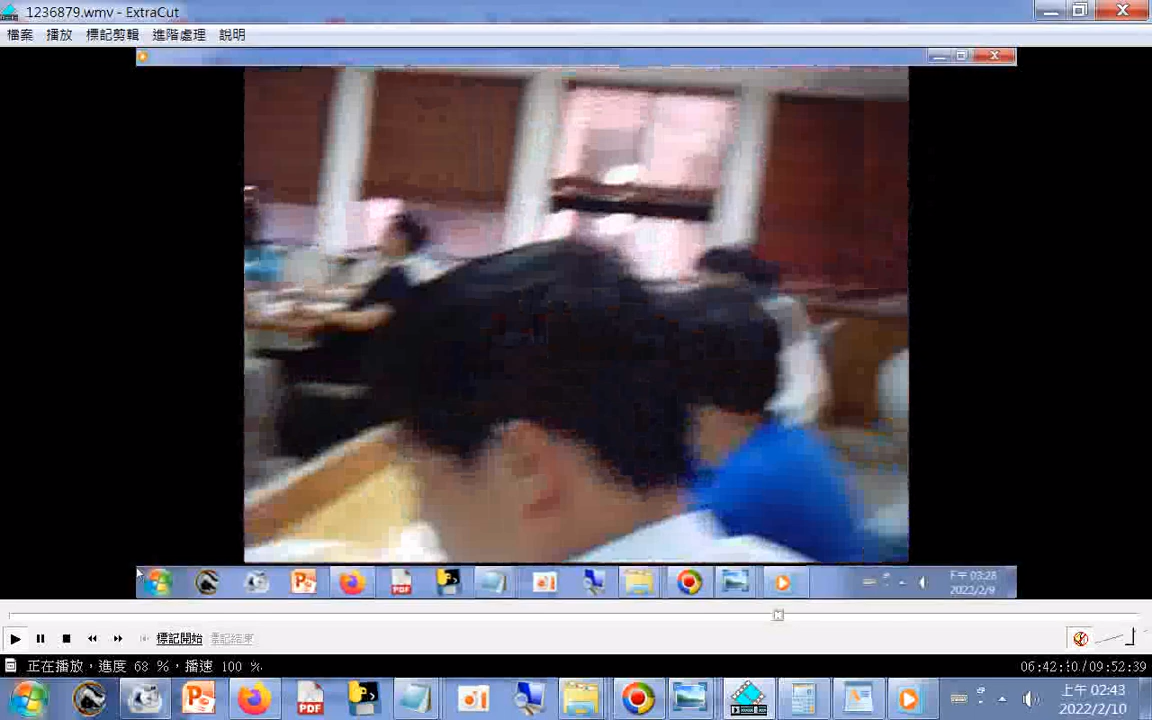 1236879.wmv - ExtraCut
檔案 播放 標記剪輯 進階處理 說明
下午 03:28
2022/2/9
標記開始 標記結束
正在播放，進度 68 %，播速 100 %.
06:42:10/09:52:39
上午 02:43
2022/2/10